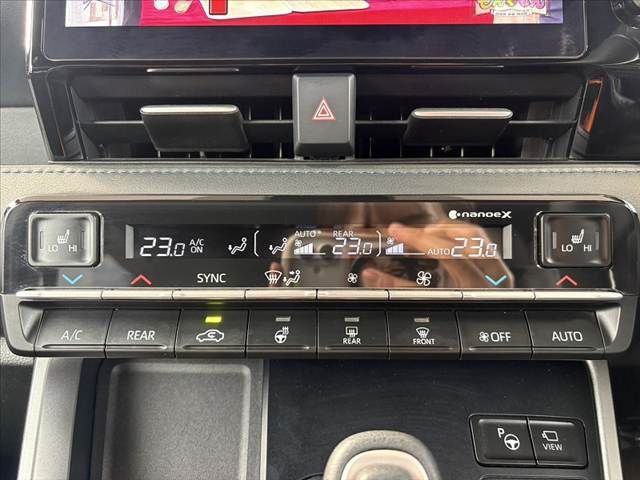 nanoeX
LO HI
23.0 A/C ON
AUTO REAR 23.0
AUTO 23.0
LO HI
SYNC
A/C
REAR
REAR
FRONT
OFF
AUTO
P
VIEW